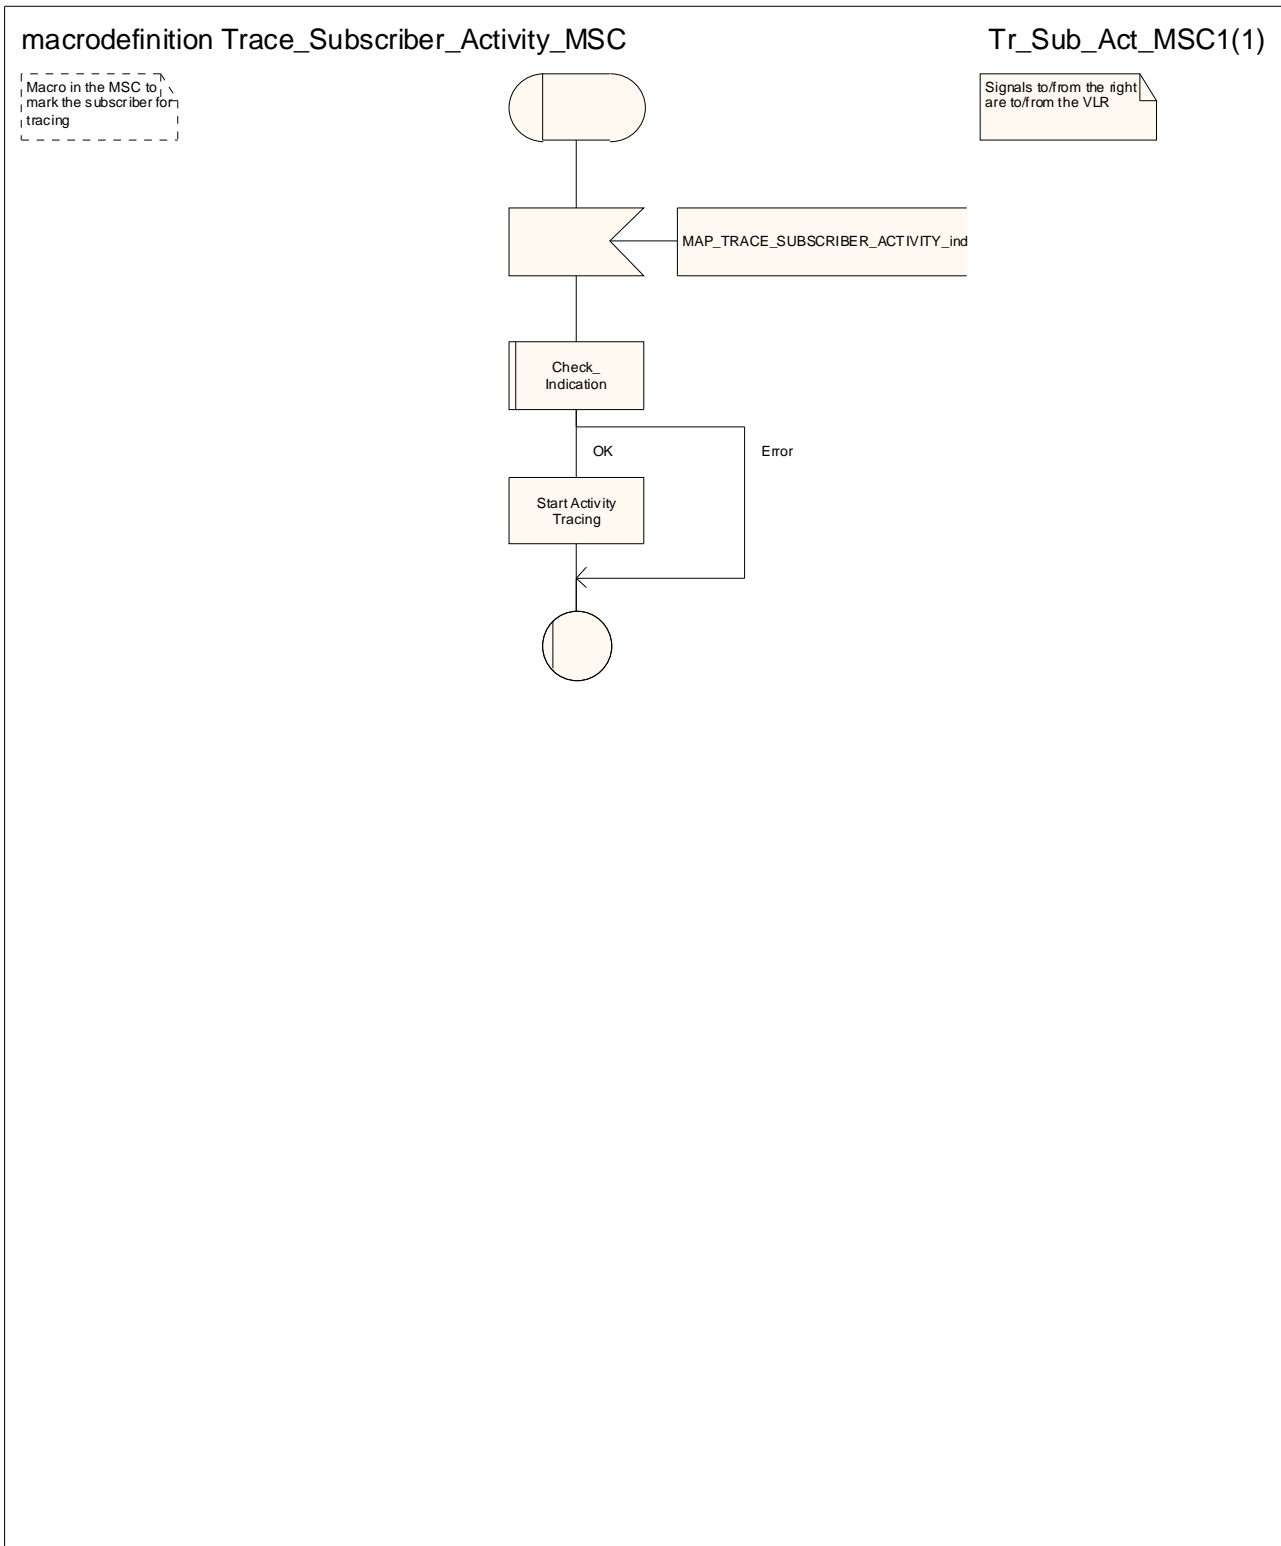 macrodefinition Trace_Subscriber_Activity_MSC
Tr_Sub_Act_MSC1(1)
Macro in the MSC to
mark the subscriber for
tracing
Signals to/from the right
are to/from the VLR
MAP_TRACE_SUBSCRIBER_ACTIVITY_ind
Check_
Indication
OK
Error
Start Activity
Tracing